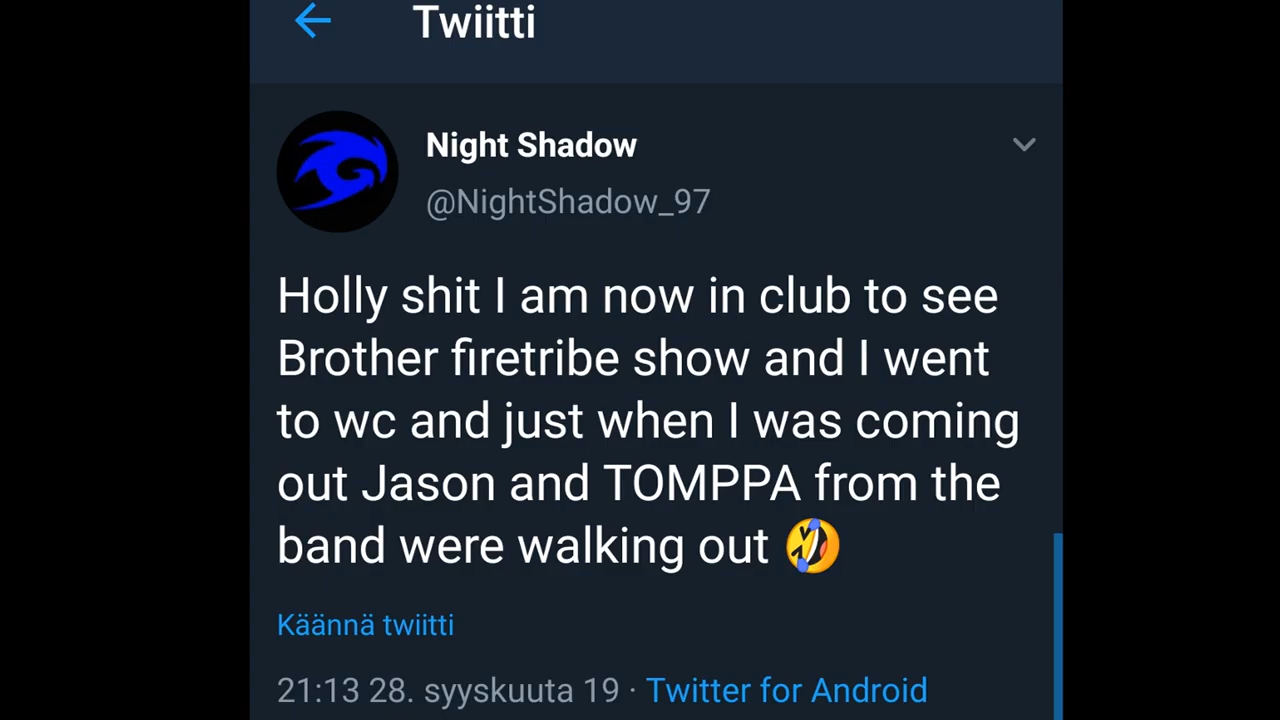 Twiitti
Night Shadow
@NightShadow_97
Holly shit I am now in club to see
Brother firetribe show and I went
to wc and just when I was coming
out Jason and TOMPPA from the
band were walking out 🤣
Käännä twiitti
21:13 28. syyskuuta 19 · Twitter for Android